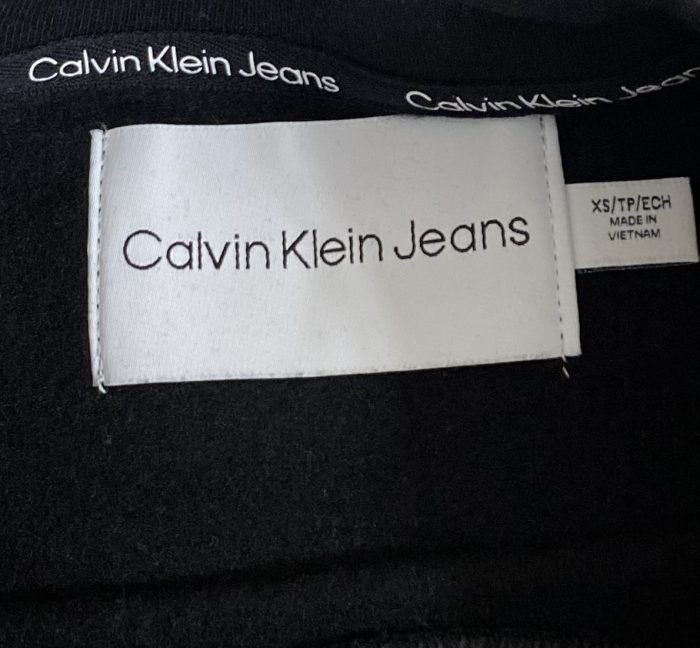 Calvin Klein Jeans
Calvin Klein Jeans
Calvin Klein Jeans
XS/TP/ECH
MADE IN
VIETNAM